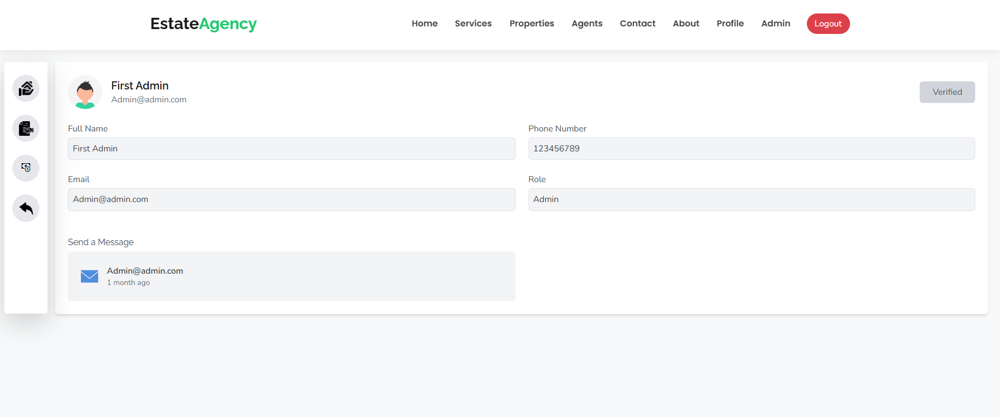 EstateAgency
Home Services Properties Agents Contact About Profile Admin Logout
First Admin
Admin@admin.com
Verified
Full Name
First Admin
Phone Number
123456789
Email
Admin@admin.com
Role
Admin
Send a Message
Admin@admin.com
1 month ago